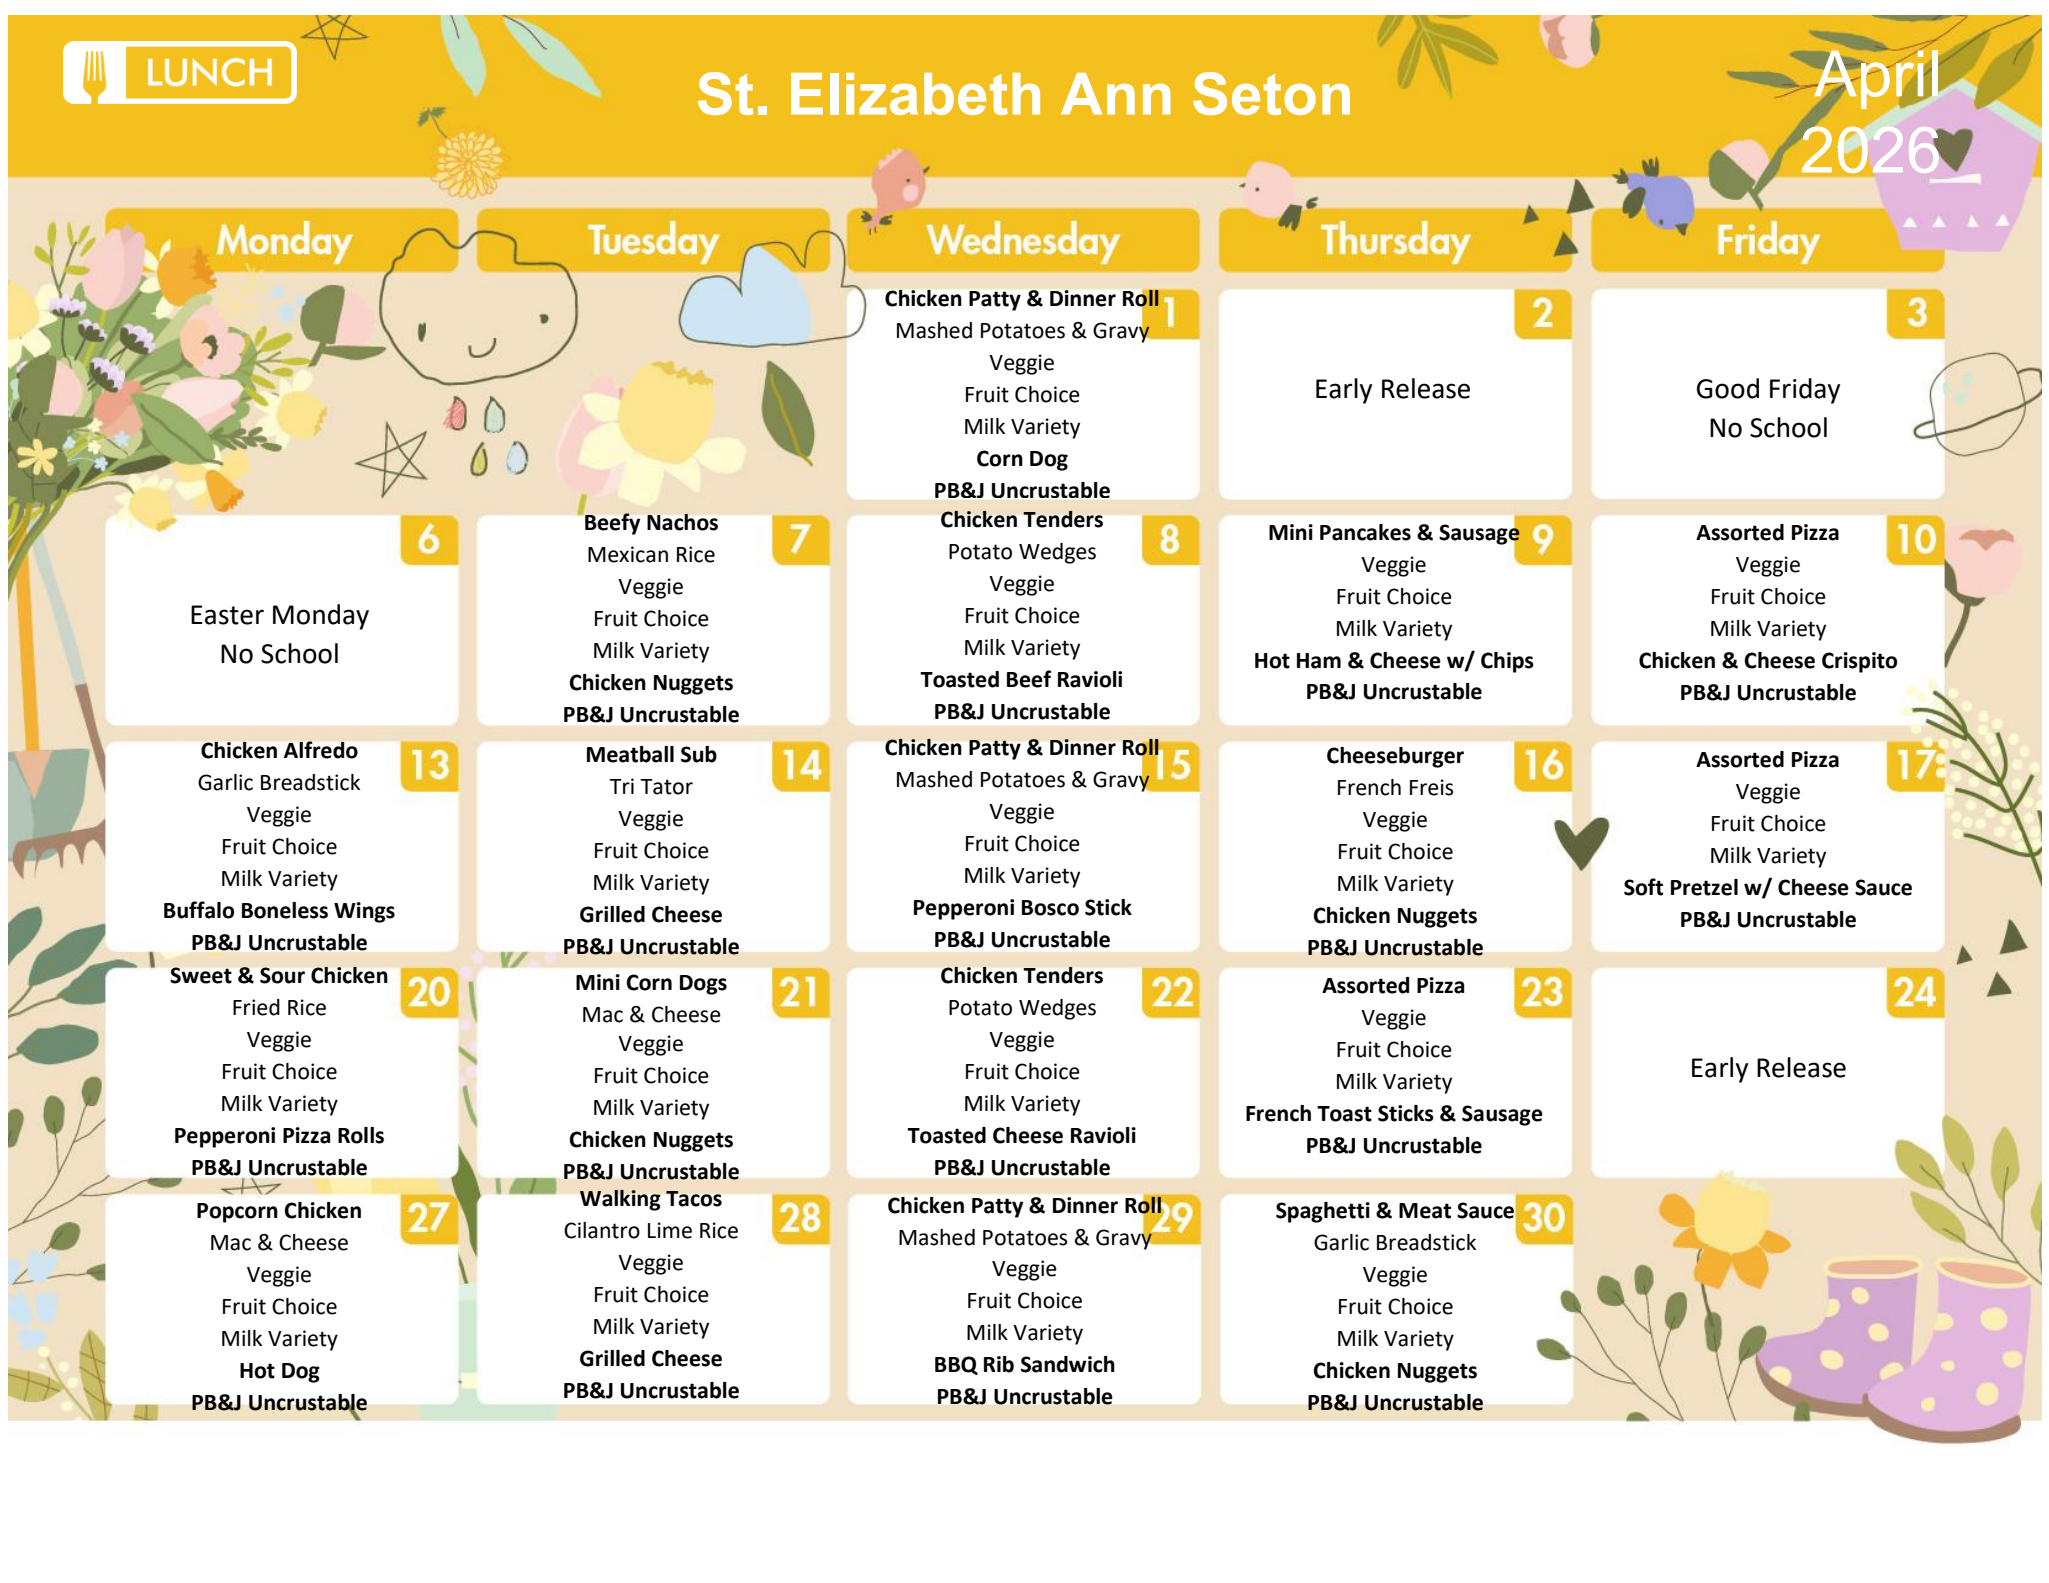 LUNCH
St. Elizabeth Ann Seton
April
2026
Monday
Tuesday
Wednesday
Thursday
Friday
1
Chicken Patty & Dinner Roll
Mashed Potatoes & Gravy
Veggie
Fruit Choice
Milk Variety
Corn Dog
PB&J Uncrustable
2
Early Release
3
Good Friday
No School
6
Easter Monday
No School
7
Beefy Nachos
Mexican Rice
Veggie
Fruit Choice
Milk Variety
Chicken Nuggets
PB&J Uncrustable
8
Chicken Tenders
Potato Wedges
Veggie
Fruit Choice
Milk Variety
Toasted Beef Ravioli
PB&J Uncrustable
9
Mini Pancakes & Sausage
Veggie
Fruit Choice
Milk Variety
Hot Ham & Cheese w/ Chips
PB&J Uncrustable
10
Assorted Pizza
Veggie
Fruit Choice
Milk Variety
Chicken & Cheese Crispito
PB&J Uncrustable
13
Chicken Alfredo
Garlic Breadstick
Veggie
Fruit Choice
Milk Variety
Buffalo Boneless Wings
PB&J Uncrustable
14
Meatball Sub
Tri Tator
Veggie
Fruit Choice
Milk Variety
Grilled Cheese
PB&J Uncrustable
15
Chicken Patty & Dinner Roll
Mashed Potatoes & Gravy
Veggie
Fruit Choice
Milk Variety
Pepperoni Bosco Stick
PB&J Uncrustable
16
Cheeseburger
French Freis
Veggie
Fruit Choice
Milk Variety
Chicken Nuggets
PB&J Uncrustable
17
Assorted Pizza
Veggie
Fruit Choice
Milk Variety
Soft Pretzel w/ Cheese Sauce
PB&J Uncrustable
20
Sweet & Sour Chicken
Fried Rice
Veggie
Fruit Choice
Milk Variety
Pepperoni Pizza Rolls
PB&J Uncrustable
21
Mini Corn Dogs
Mac & Cheese
Veggie
Fruit Choice
Milk Variety
Chicken Nuggets
PB&J Uncrustable
22
Chicken Tenders
Potato Wedges
Veggie
Fruit Choice
Milk Variety
Toasted Cheese Ravioli
PB&J Uncrustable
23
Assorted Pizza
Veggie
Fruit Choice
Milk Variety
French Toast Sticks & Sausage
PB&J Uncrustable
24
Early Release
27
Popcorn Chicken
Mac & Cheese
Veggie
Fruit Choice
Milk Variety
Hot Dog
PB&J Uncrustable
28
Walking Tacos
Cilantro Lime Rice
Veggie
Fruit Choice
Milk Variety
Grilled Cheese
PB&J Uncrustable
29
Chicken Patty & Dinner Roll
Mashed Potatoes & Gravy
Veggie
Fruit Choice
Milk Variety
BBQ Rib Sandwich
PB&J Uncrustable
30
Spaghetti & Meat Sauce
Garlic Breadstick
Veggie
Fruit Choice
Milk Variety
Chicken Nuggets
PB&J Uncrustable